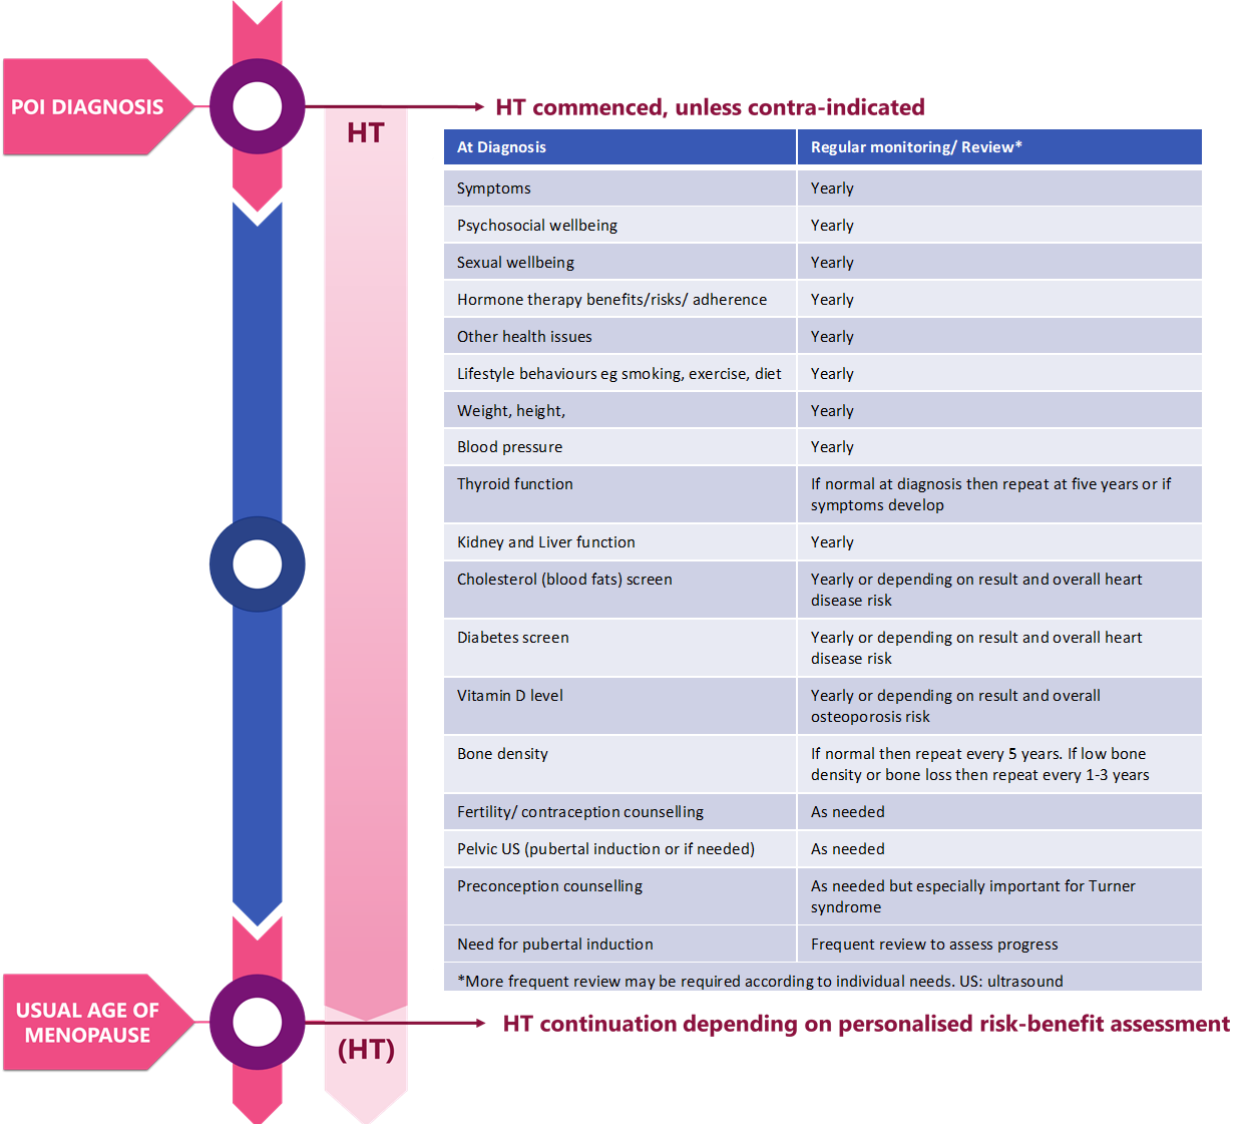 POI DIAGNOSIS
HT commenced, unless contra-indicated
HT
At Diagnosis
Regular monitoring/ Review*
Symptoms
Yearly
Psychosocial wellbeing
Yearly
Sexual wellbeing
Yearly
Hormone therapy benefits/risks/ adherence
Yearly
Other health issues
Yearly
Lifestyle behaviours eg smoking, exercise, diet
Yearly
Weight, height,
Yearly
Blood pressure
Yearly
Thyroid function
If normal at diagnosis then repeat at five years or if
symptoms develop
Kidney and Liver function
Yearly
Cholesterol (blood fats) screen
Yearly or depending on result and overall heart
disease risk
Diabetes screen
Yearly or depending on result and overall heart
disease risk
Vitamin D level
Yearly or depending on result and overall
osteoporosis risk
Bone density
If normal then repeat every 5 years. If low bone
density or bone loss then repeat every 1-3 years
Fertility/ contraception counselling
As needed
Pelvic US (pubertal induction or if needed)
As needed
Preconception counselling
As needed but especially important for Turner
syndrome
Need for pubertal induction
Frequent review to assess progress
*More frequent review may be required according to individual needs. US: ultrasound
USUAL AGE OF
MENOPAUSE
HT continuation depending on personalised risk-benefit assessment
(HT)